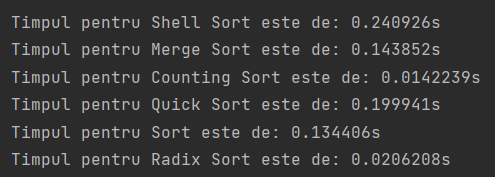 Timpul pentru Shell Sort este de: 0.240926s
Timpul pentru Merge Sort este de: 0.143852s
Timpul pentru Counting Sort este de: 0.0142239s
Timpul pentru Quick Sort este de: 0.199941s
Timpul pentru Sort este de: 0.134406s
Timpul pentru Radix Sort este de: 0.0206208s